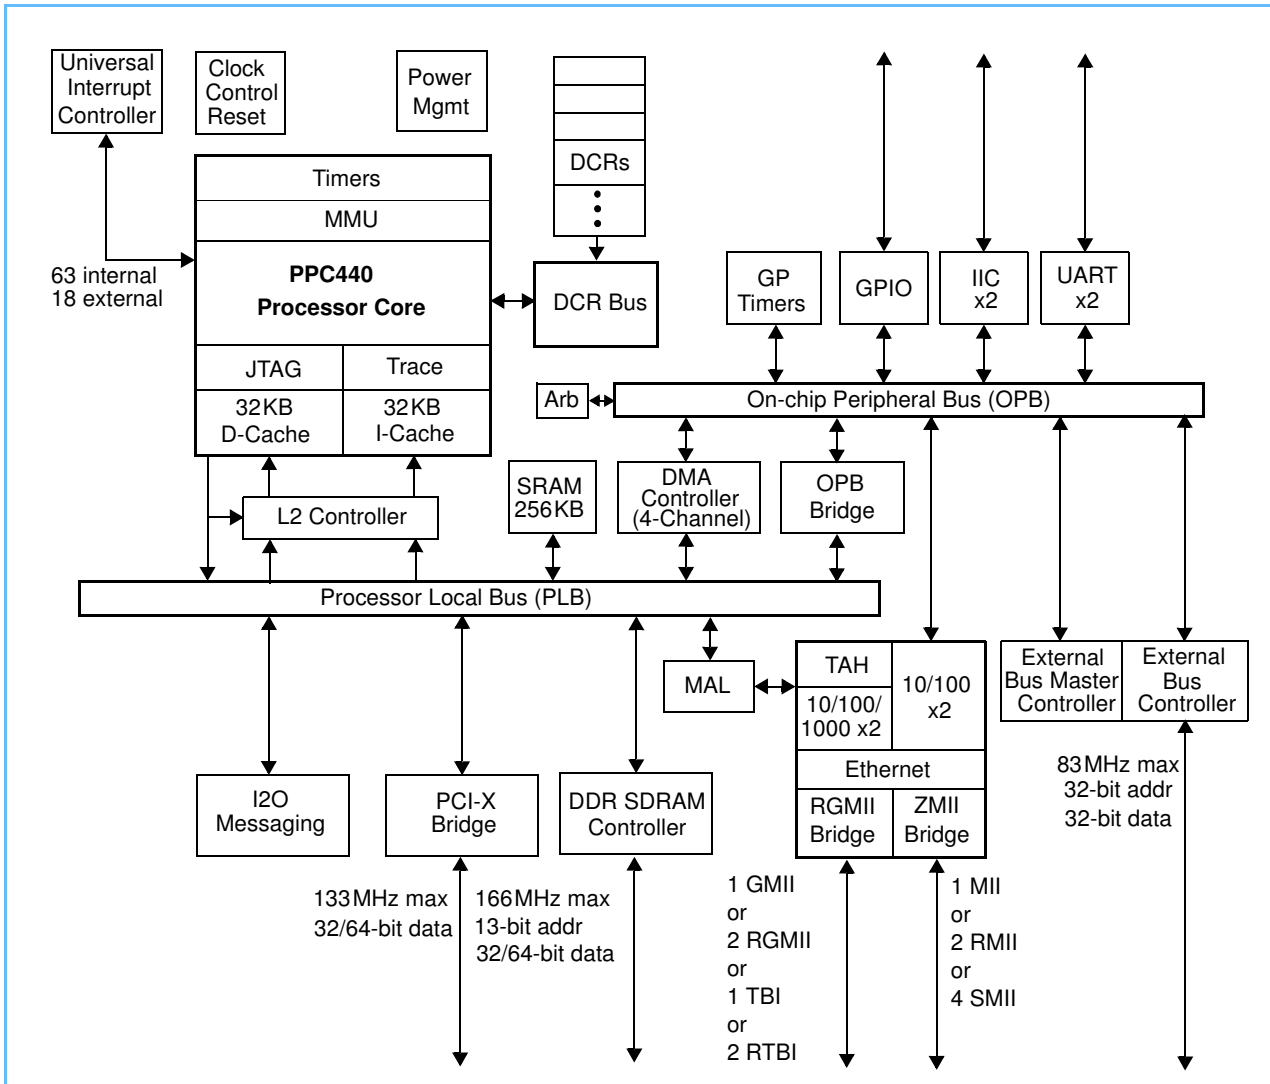 Universal
Interrupt
Controller
Clock
Control
Reset
Power
Mgmt
DCRs
Timers
MMU
PPC440
Processor Core
63 internal
18 external
DCR Bus
GP
Timers
GPIO
IIC
x2
UART
x2
JTAG
Trace
32KB
D-Cache
32KB
I-Cache
Arb
On-chip Peripheral Bus (OPB)
L2 Controller
SRAM
256KB
DMA
Controller
(4-Channel)
OPB
Bridge
Processor Local Bus (PLB)
MAL
TAH
10/100/
1000 x2
10/100
x2
Ethernet
RGMII
Bridge
ZMII
Bridge
External
Bus Master
Controller
External
Bus
Controller
I2O
Messaging
PCI-X
Bridge
DDR SDRAM
Controller
83MHz max
32-bit addr
32-bit data
133MHz max
32/64-bit data
166MHz max
13-bit addr
32/64-bit data
1 GMII
or
2 RGMII
or
1 TBI
or
2 RTBI
1 MII
or
2 RMII
or
4 SMII